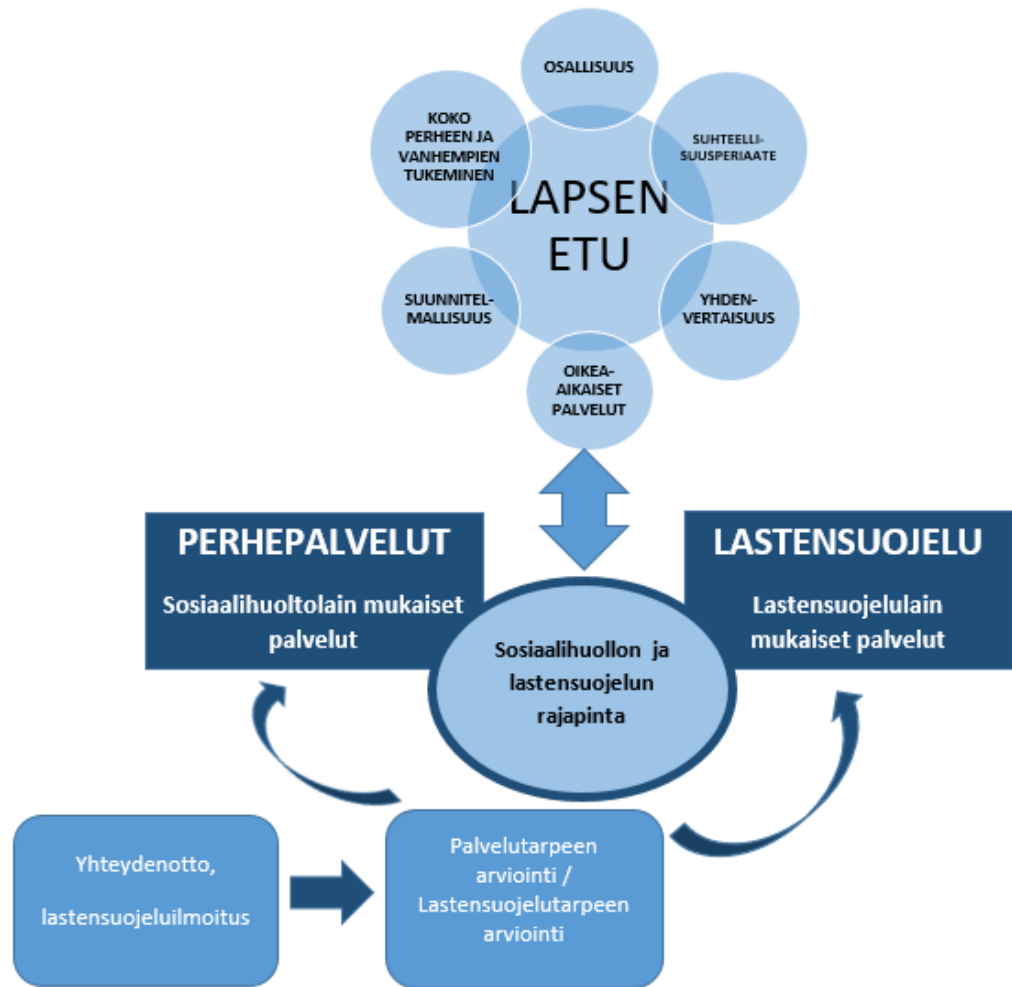 OSALLISUUS
KOKO
PERHEEN JA
VANHEMPIEN
TUKEMINEN
SUHTEELLI-
SUUSPERIAATE
LAPSEN
ETU
SUUNNITEL-
MALLISUUS
YHDEN-
VERTAISUUS
OIKEA-
AIKAISET
PALVELUT
PERHEPALVELUT
Sosiaalihuoltolain mukaiset
palvelut
LASTENSUOJELU
Lastensuojelulain
mukaiset palvelut
Sosiaalihuollon ja
lastensuojelun
rajapinta
Yhteydenotto,
lastensuojeluilmoitus
Palvelutarpeen
arviointi /
Lastensuojelutarpeen
arviointi